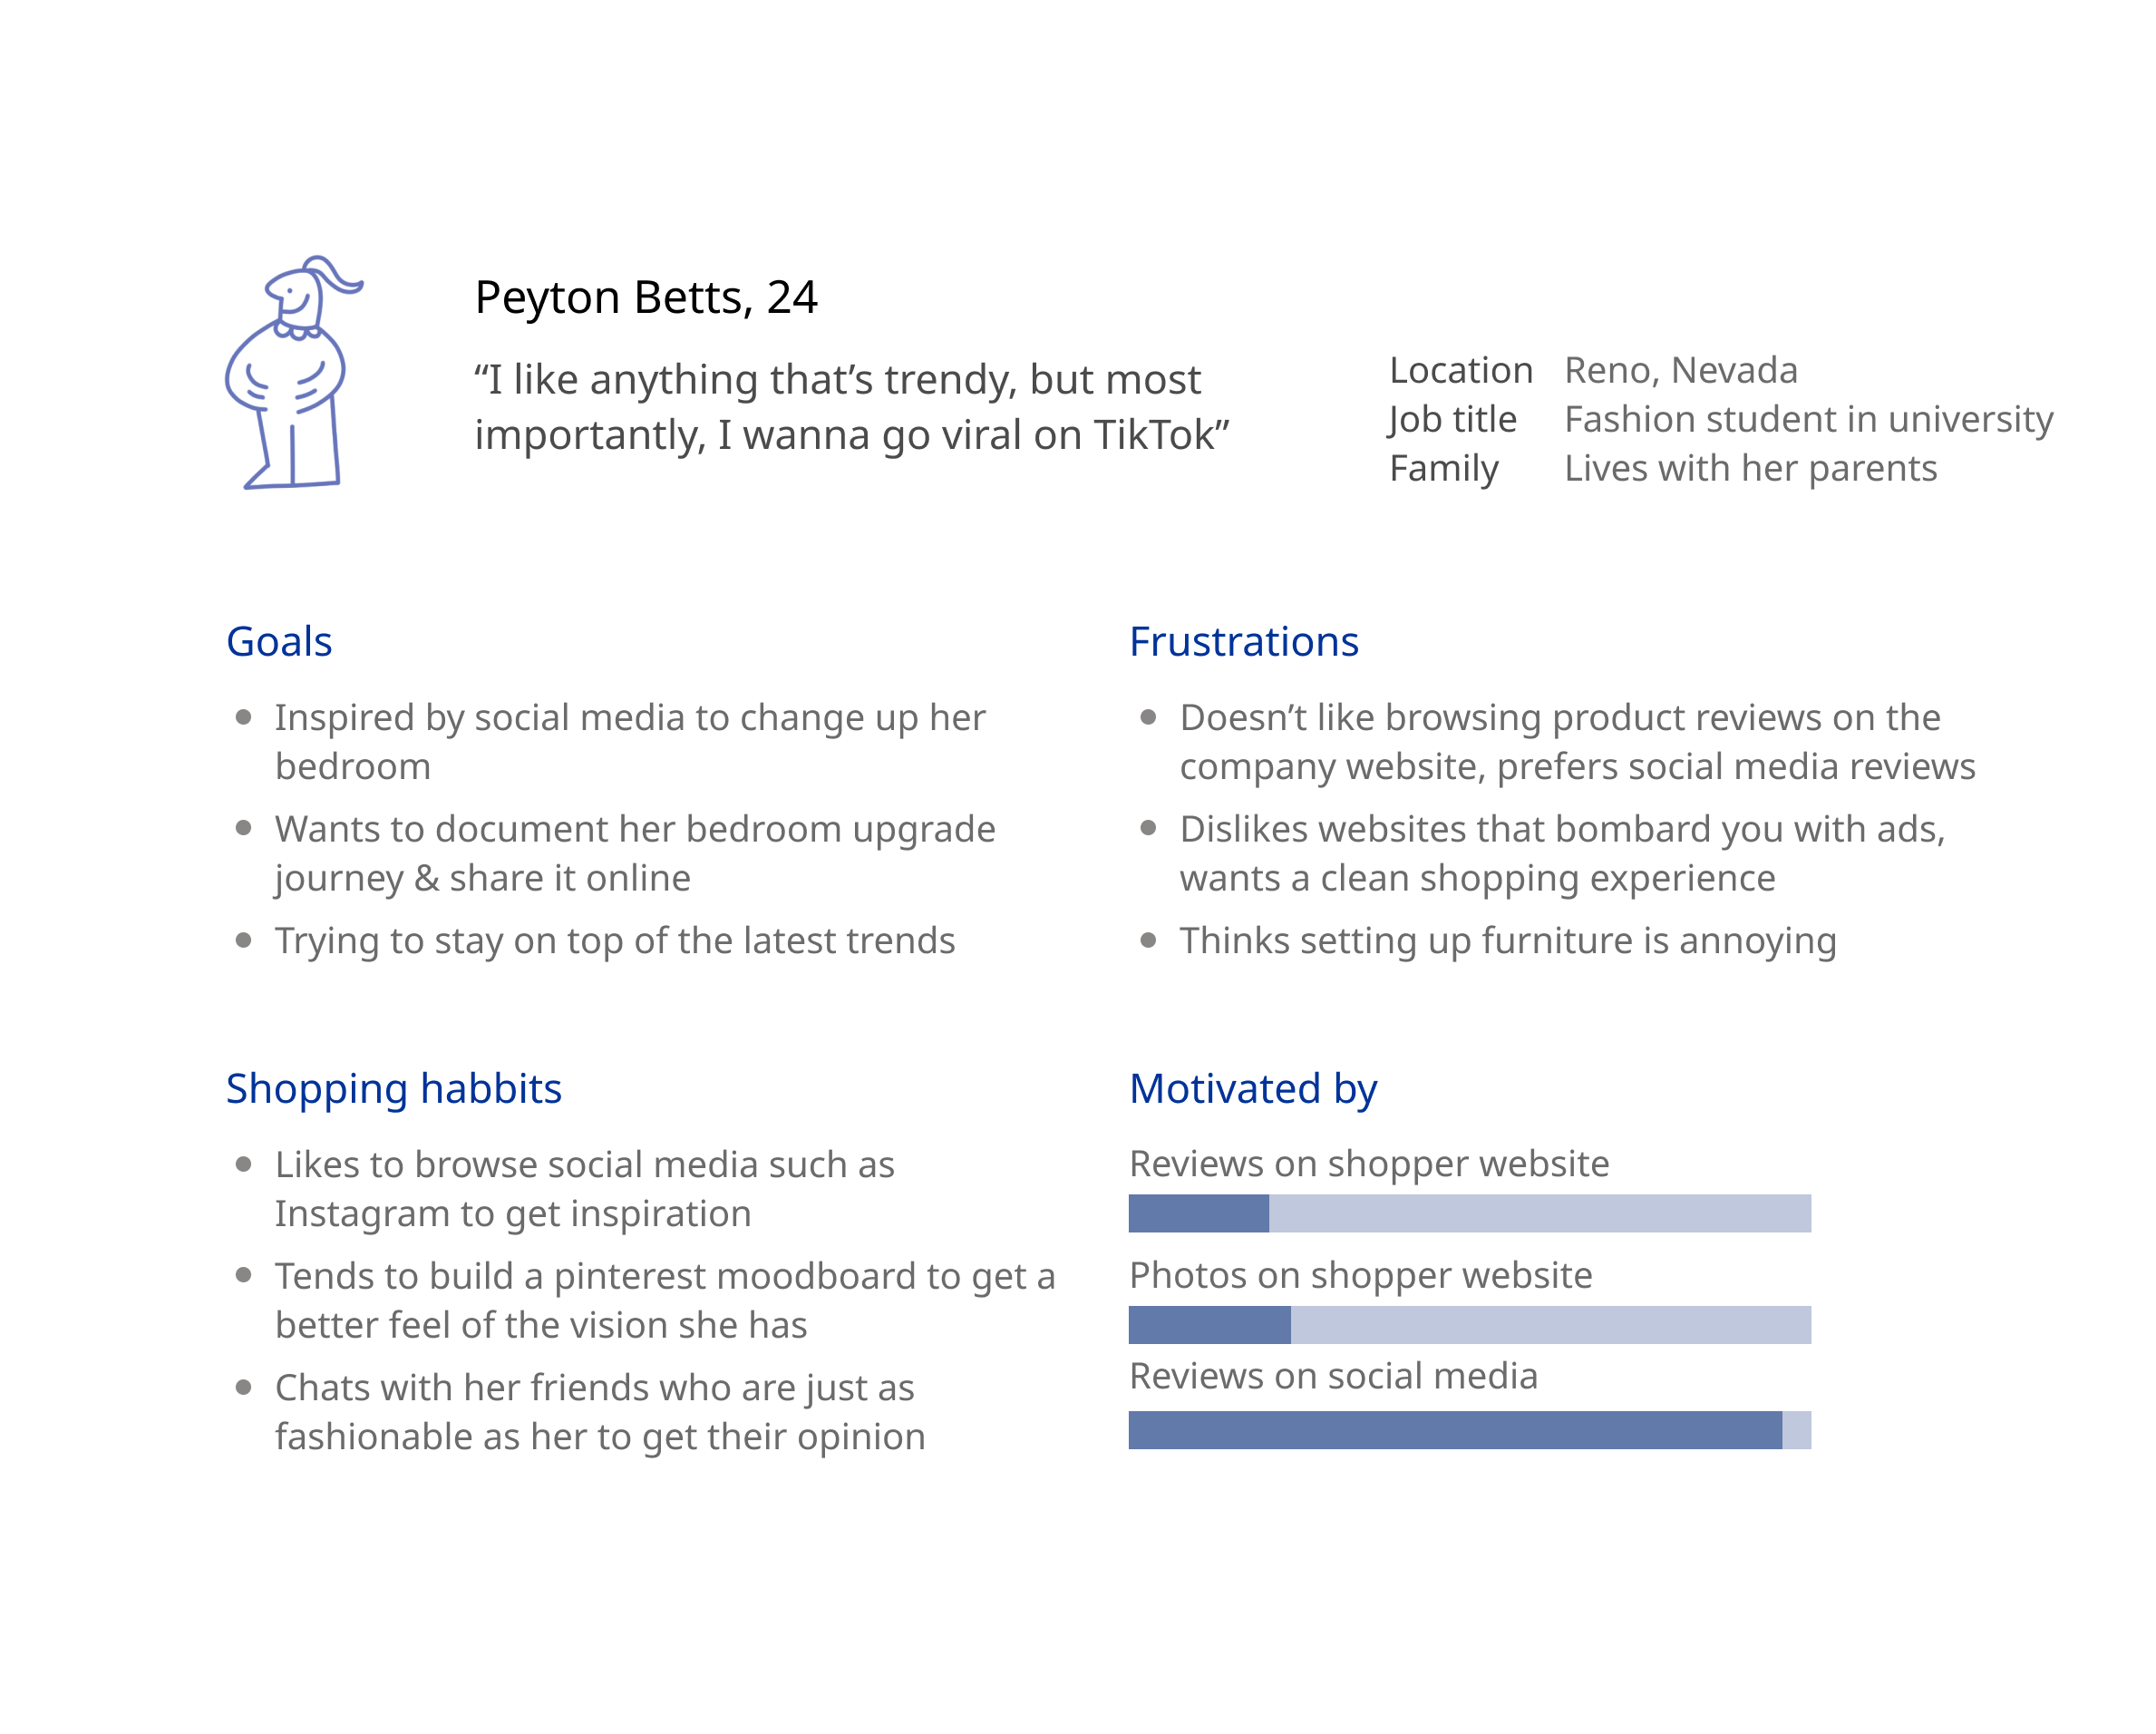 Peyton Betts, 24
“I like anything that’s trendy, but most
importantly, I wanna go viral on TikTok”
Location Reno, Nevada
Job title Fashion student in university
Family Lives with her parents
Goals
Inspired by social media to change up her
bedroom
Wants to document her bedroom upgrade
journey & share it online
Trying to stay on top of the latest trends
Frustrations
Doesn’t like browsing product reviews on the
company website, prefers social media reviews
Dislikes websites that bombard you with ads,
wants a clean shopping experience
Thinks setting up furniture is annoying
Shopping habbits
Likes to browse social media such as
Instagram to get inspiration
Tends to build a pinterest moodboard to get a
better feel of the vision she has
Chats with her friends who are just as
fashionable as her to get their opinion
Motivated by
Reviews on shopper website
Photos on shopper website
Reviews on social media